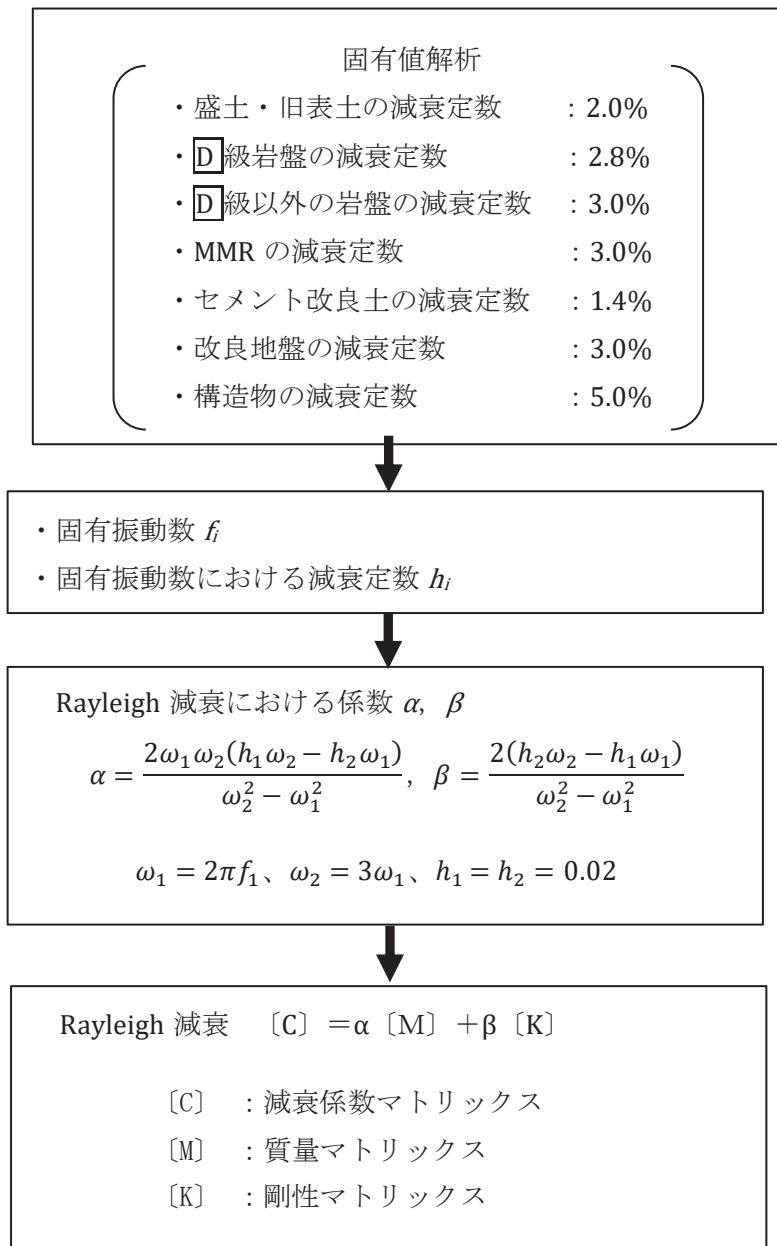 固有値解析
・盛土・旧表土の減衰定数 : 2.0%
・D級岩盤の減衰定数 : 2.8%
・D級以外の岩盤の減衰定数 : 3.0%
・MMR の減衰定数 : 3.0%
・セメント改良土の減衰定数 : 1.4%
・改良地盤の減衰定数 : 3.0%
・構造物の減衰定数 : 5.0%
・固有振動数 fᵢ
・固有振動数における減衰定数 hᵢ
Rayleigh 減衰における係数 α, β
α = 2ω₁ω₂(h₁ω₂ − h₂ω₁) / (ω₂² − ω₁²), β = 2(h₂ω₂ − h₁ω₁) / (ω₂² − ω₁²)
ω₁ = 2πf₁、ω₂ = 3ω₁、h₁ = h₂ = 0.02
Rayleigh 減衰 〔C〕＝α〔M〕＋β〔K〕
〔C〕 : 減衰係数マトリックス
〔M〕 : 質量マトリックス
〔K〕 : 剛性マトリックス